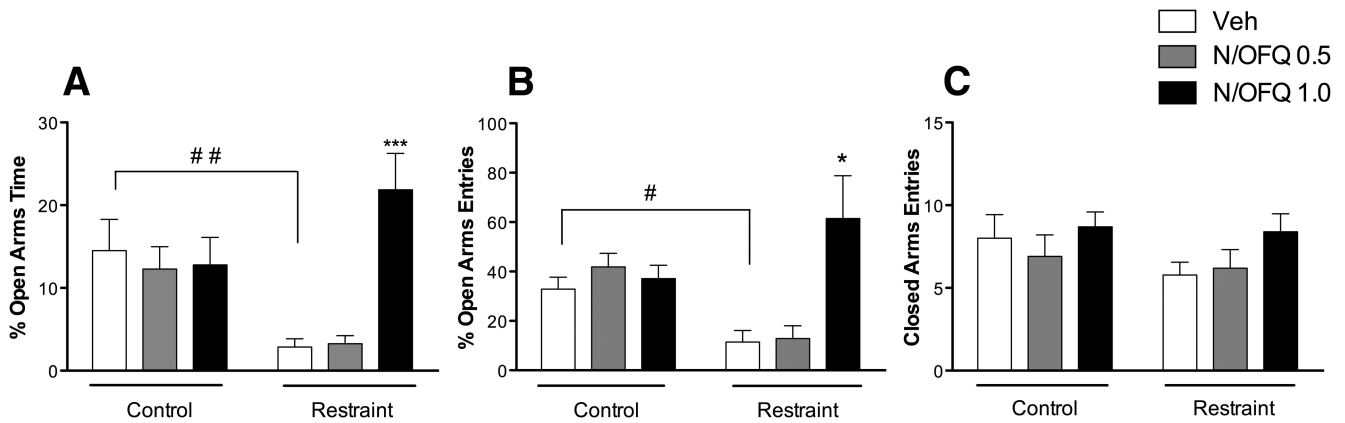 Veh
N/OFQ 0.5
N/OFQ 1.0
A
% Open Arms Time
30
20
10
0
# #
***
Control
Restraint
B
% Open Arms Entries
100
80
60
40
20
0
#
*
Control
Restraint
C
Closed Arms Entries
15
10
5
0
Control
Restraint